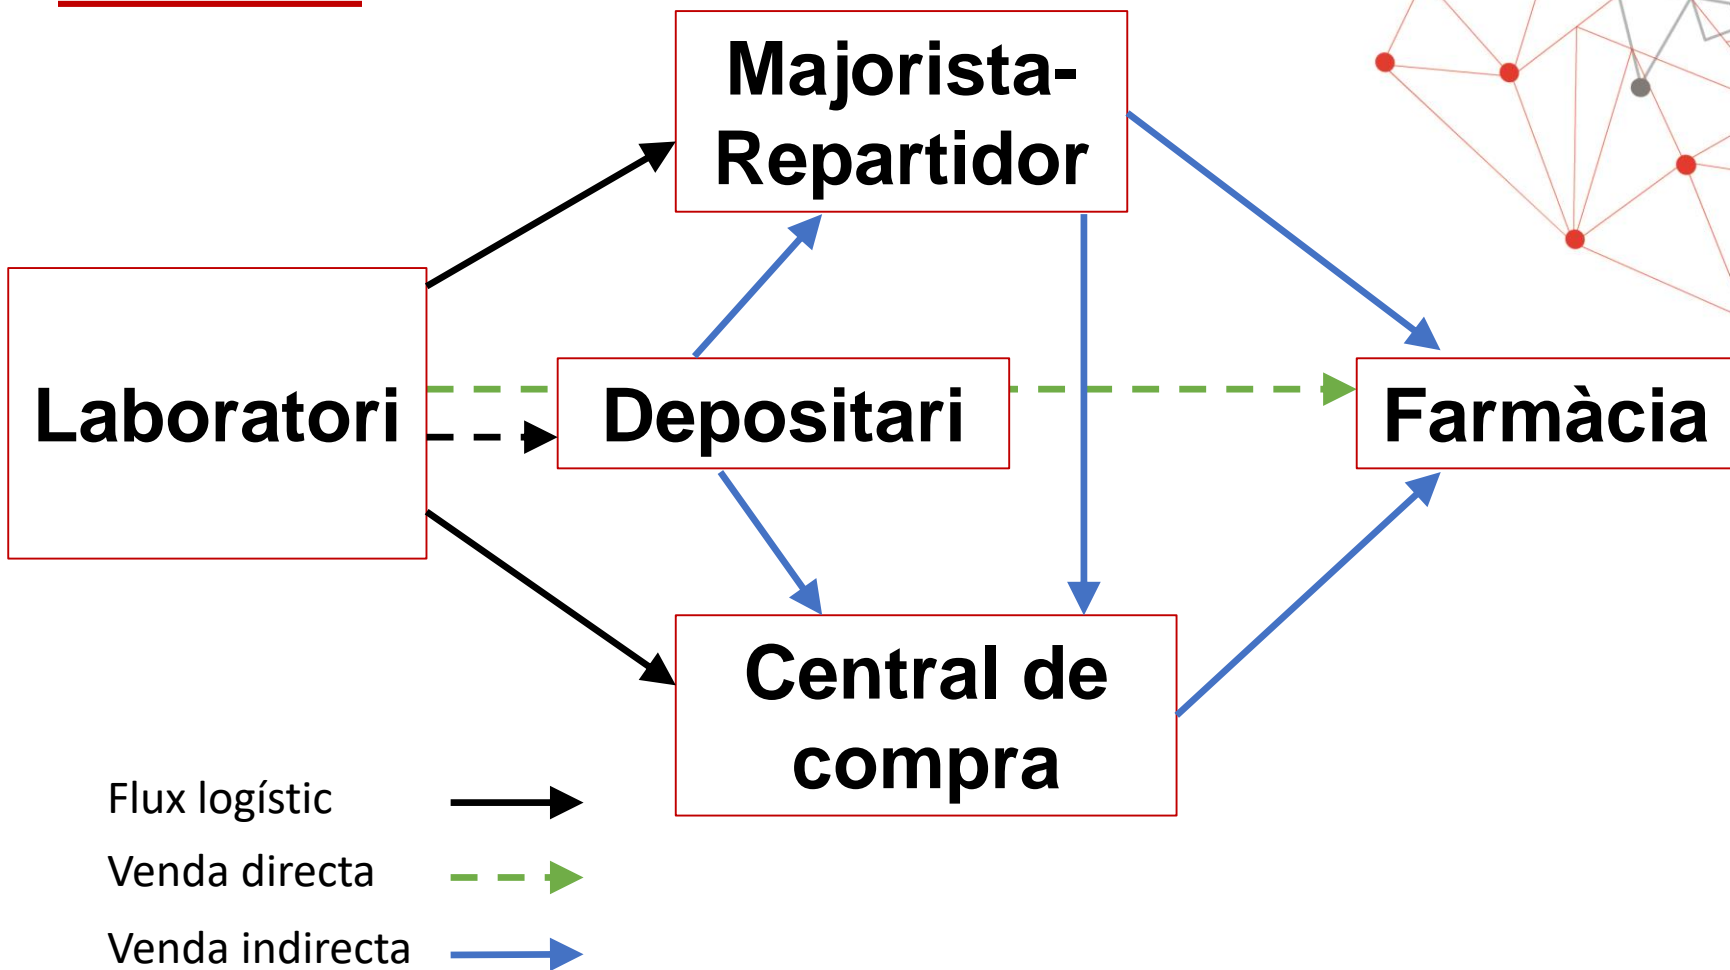 Majorista-
Repartidor
Laboratori
Depositari
Farmàcia
Central de
compra
Flux logístic
Venda directa
Venda indirecta